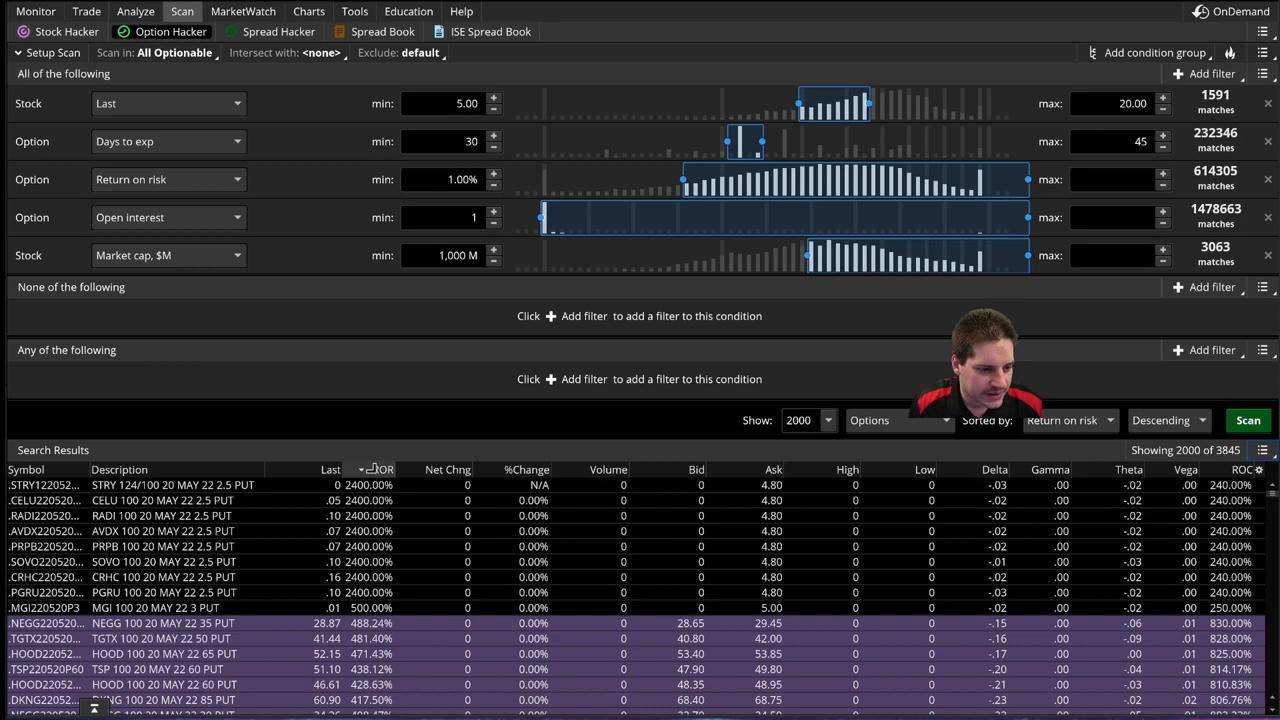 Monitor Trade Analyze Scan MarketWatch Charts Tools Education Help OnDemand
Stock Hacker Option Hacker Spread Hacker Spread Book ISE Spread Book
Setup Scan Scan in: All Optionable Intersect with: <none> Exclude: default Add condition group
All of the following Add filter
Stock Last min: 5.00 max: 20.00 1591 matches
Option Days to exp min: 30 max: 45 232346 matches
Option Return on risk min: 1.00% max: 614305 matches
Option Open interest min: 1 max: 1478663 matches
Stock Market cap, $M min: 1,000 M max: 3063 matches
None of the following Add filter
Click Add filter to add a filter to this condition
Any of the following Add filter
Click Add filter to add a filter to this condition
Show: 2000 Options Sorted by: Return on risk Descending Scan
Search Results Showing 2000 of 3845
Symbol Description Last Net Chng %Change Volume Bid Ask High Low Delta Gamma Theta Vega ROC
.STRY122052... STRY 124/100 20 MAY 22 2.5 PUT 0 2400.00% 0 N/A 0 0 4.80 0 0 -.03 .00 -.02 .00 240.00%
.CELU220520... CELU 100 20 MAY 22 2.5 PUT .05 2400.00% 0 0.00% 0 0 4.80 0 0 -.02 .00 -.02 .00 240.00%
.RADI220520... RADI 100 20 MAY 22 2.5 PUT .10 2400.00% 0 0.00% 0 0 4.80 0 0 -.02 .00 -.02 .00 240.00%
.AVDX220520... AVDX 100 20 MAY 22 2.5 PUT .07 2400.00% 0 0.00% 0 0 4.80 0 0 -.02 .00 -.02 .00 240.00%
.PRPB220520... PRPB 100 20 MAY 22 2.5 PUT .07 2400.00% 0 0.00% 0 0 4.80 0 0 -.02 .00 -.02 .00 240.00%
.SOVO220520... SOVO 100 20 MAY 22 2.5 PUT .10 2400.00% 0 0.00% 0 0 4.80 0 0 -.01 .00 -.03 .00 240.00%
.CRHC220520... CRHC 100 20 MAY 22 2.5 PUT .16 2400.00% 0 0.00% 0 0 4.80 0 0 -.02 .00 -.02 .00 240.00%
.PGRU220520... PGRU 100 20 MAY 22 2.5 PUT .10 2400.00% 0 0.00% 0 0 4.80 0 0 -.03 .00 -.02 .00 240.00%
.MGI220520P3 MGI 100 20 MAY 22 3 PUT .01 500.00% 0 0.00% 0 0 5.00 0 0 -.02 .00 -.02 .00 250.00%
.NEGG220520... NEGG 100 20 MAY 22 35 PUT 28.87 488.24% 0 0.00% 0 28.65 29.45 0 0 -.15 .00 -.06 .01 830.00%
.TGTX220520... TGTX 100 20 MAY 22 50 PUT 41.44 481.40% 0 0.00% 0 40.80 42.00 0 0 -.16 .00 -.09 .01 828.00%
.HOOD22052... HOOD 100 20 MAY 22 65 PUT 52.15 471.43% 0 0.00% 0 53.40 53.85 0 0 -.17 .00 .00 .01 825.00%
.TSP220520P60 TSP 100 20 MAY 22 60 PUT 51.10 438.12% 0 0.00% 0 47.90 49.80 0 0 -.20 .00 -.04 .01 814.17%
.HOOD22052... HOOD 100 20 MAY 22 60 PUT 46.61 428.63% 0 0.00% 0 48.35 48.95 0 0 -.21 .00 -.03 .01 810.83%
.DKNG22052... NG 100 20 MAY 22 85 PUT 60.90 417.50% 0 0.00% 0 68.40 68.75 0 0 -.23 .00 -.02 .02 806.76%